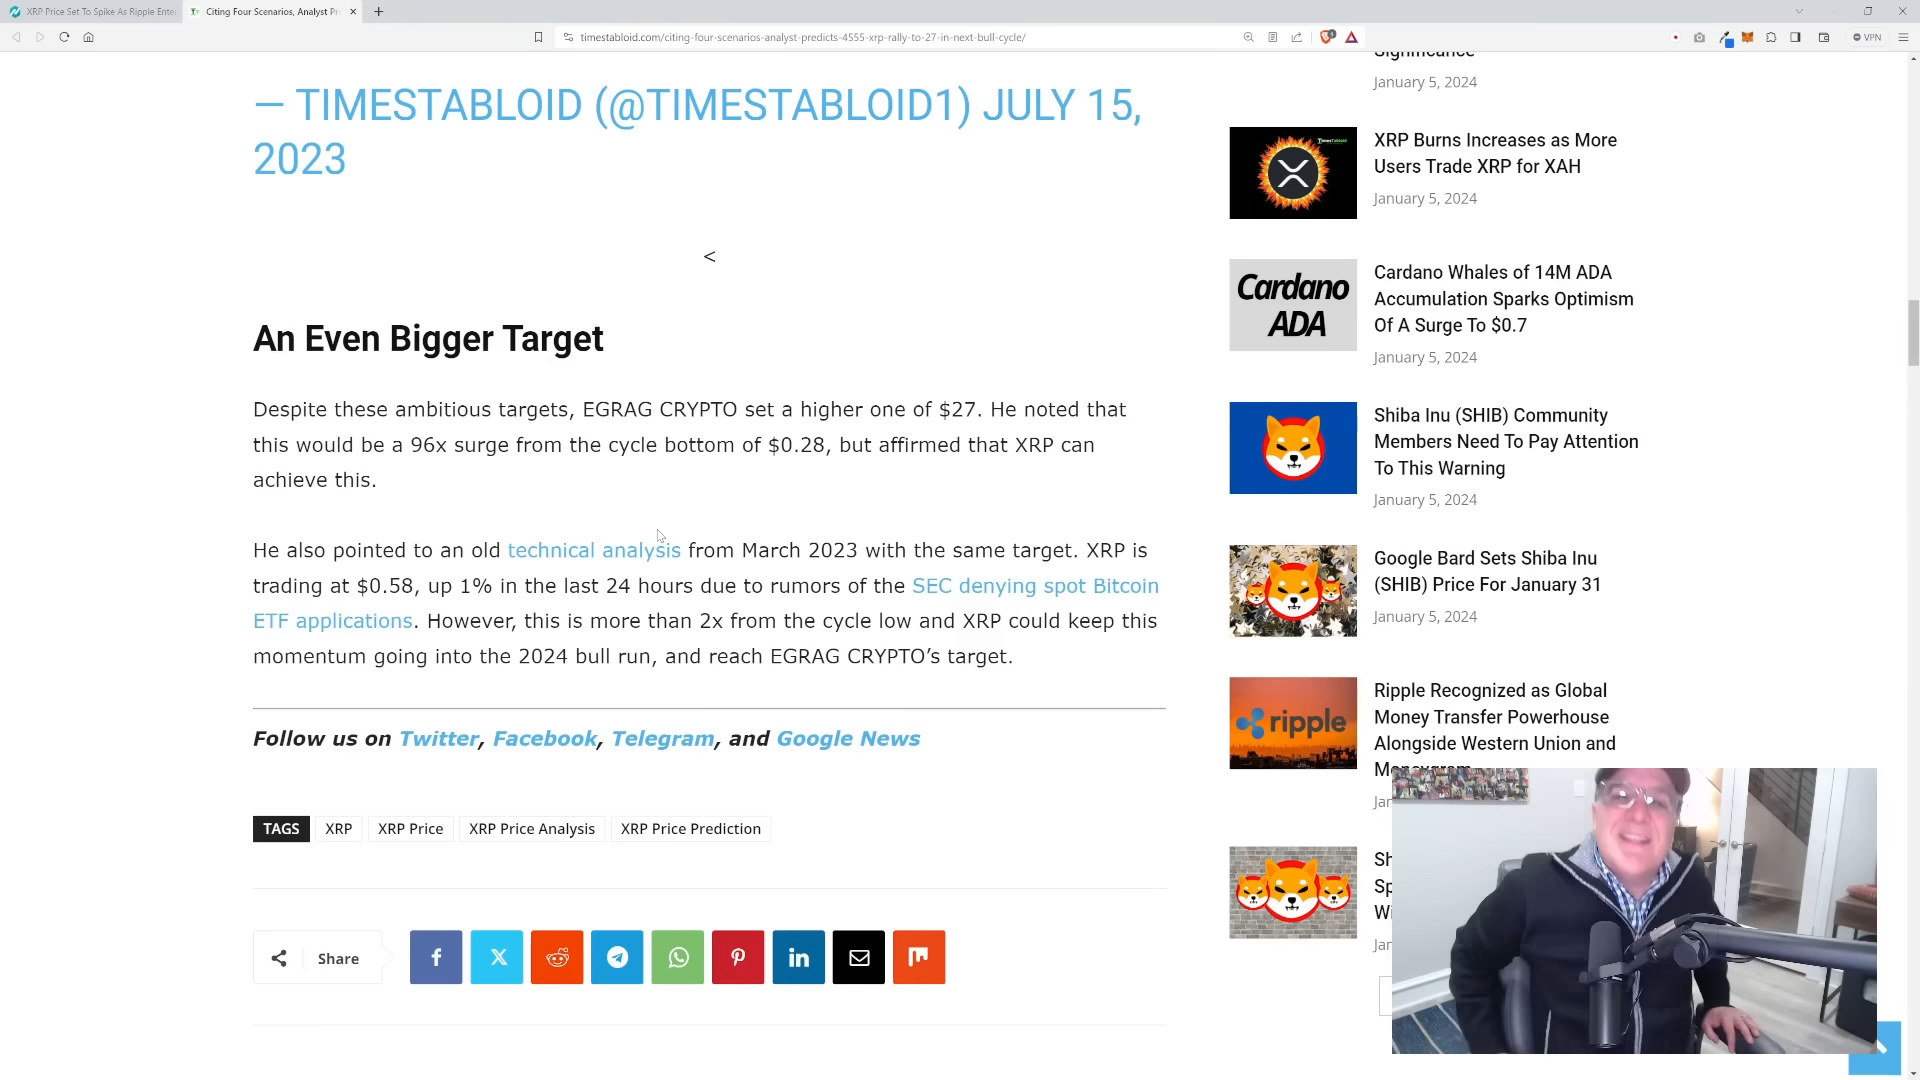 XRP Price Set To Spike As Ripple Ente
Citing Four Scenarios, Analyst Pr
timestabloid.com/citing-four-scenarios-analyst-predicts-4555-xrp-rally-to-27-in-next-bull-cycle/
VPN
— TIMESTABLOID (@TIMESTABLOID1) JULY 15,
2023
<
An Even Bigger Target
Despite these ambitious targets, EGRAG CRYPTO set a higher one of $27. He noted that
this would be a 96x surge from the cycle bottom of $0.28, but affirmed that XRP can
achieve this.
He also pointed to an old technical analysis from March 2023 with the same target. XRP is
trading at $0.58, up 1% in the last 24 hours due to rumors of the SEC denying spot Bitcoin
ETF applications. However, this is more than 2x from the cycle low and XRP could keep this
momentum going into the 2024 bull run, and reach EGRAG CRYPTO’s target.
Follow us on Twitter, Facebook, Telegram, and Google News
TAGS XRP XRP Price XRP Price Analysis XRP Price Prediction
Share
Significance
January 5, 2024
XRP Burns Increases as More
Users Trade XRP for XAH
January 5, 2024
Cardano
ADA
Cardano Whales of 14M ADA
Accumulation Sparks Optimism
Of A Surge To $0.7
January 5, 2024
Shiba Inu (SHIB) Community
Members Need To Pay Attention
To This Warning
January 5, 2024
Google Bard Sets Shiba Inu
(SHIB) Price For January 31
January 5, 2024
ripple
Ripple Recognized as Global
Money Transfer Powerhouse
Alongside Western Union and
Moneygram
Jan
Sh
Sp
Wi
Jan